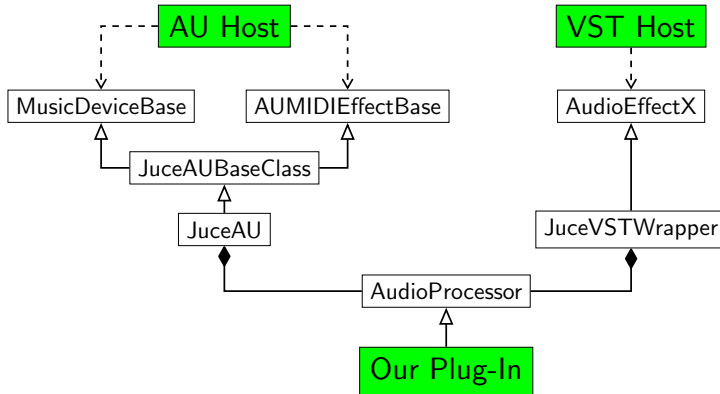 AU Host
VST Host
MusicDeviceBase
AUMIDIEffectBase
AudioEffectX
JuceAUBaseClass
JuceAU
JuceVSTWrapper
AudioProcessor
Our Plug-In